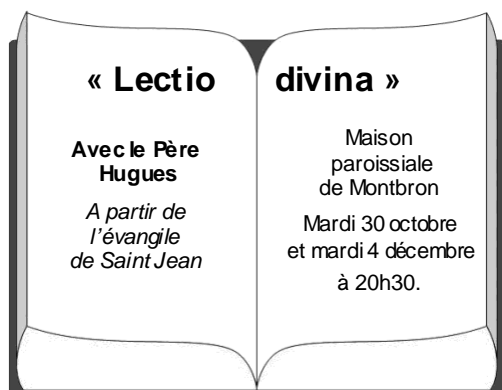 « Lectio divina »
Avec le Père
Hugues
A partir de
l’évangile
de Saint Jean
Maison
paroissiale
de Montbron
Mardi 30 octobre
et mardi 4 décembre
à 20h30.